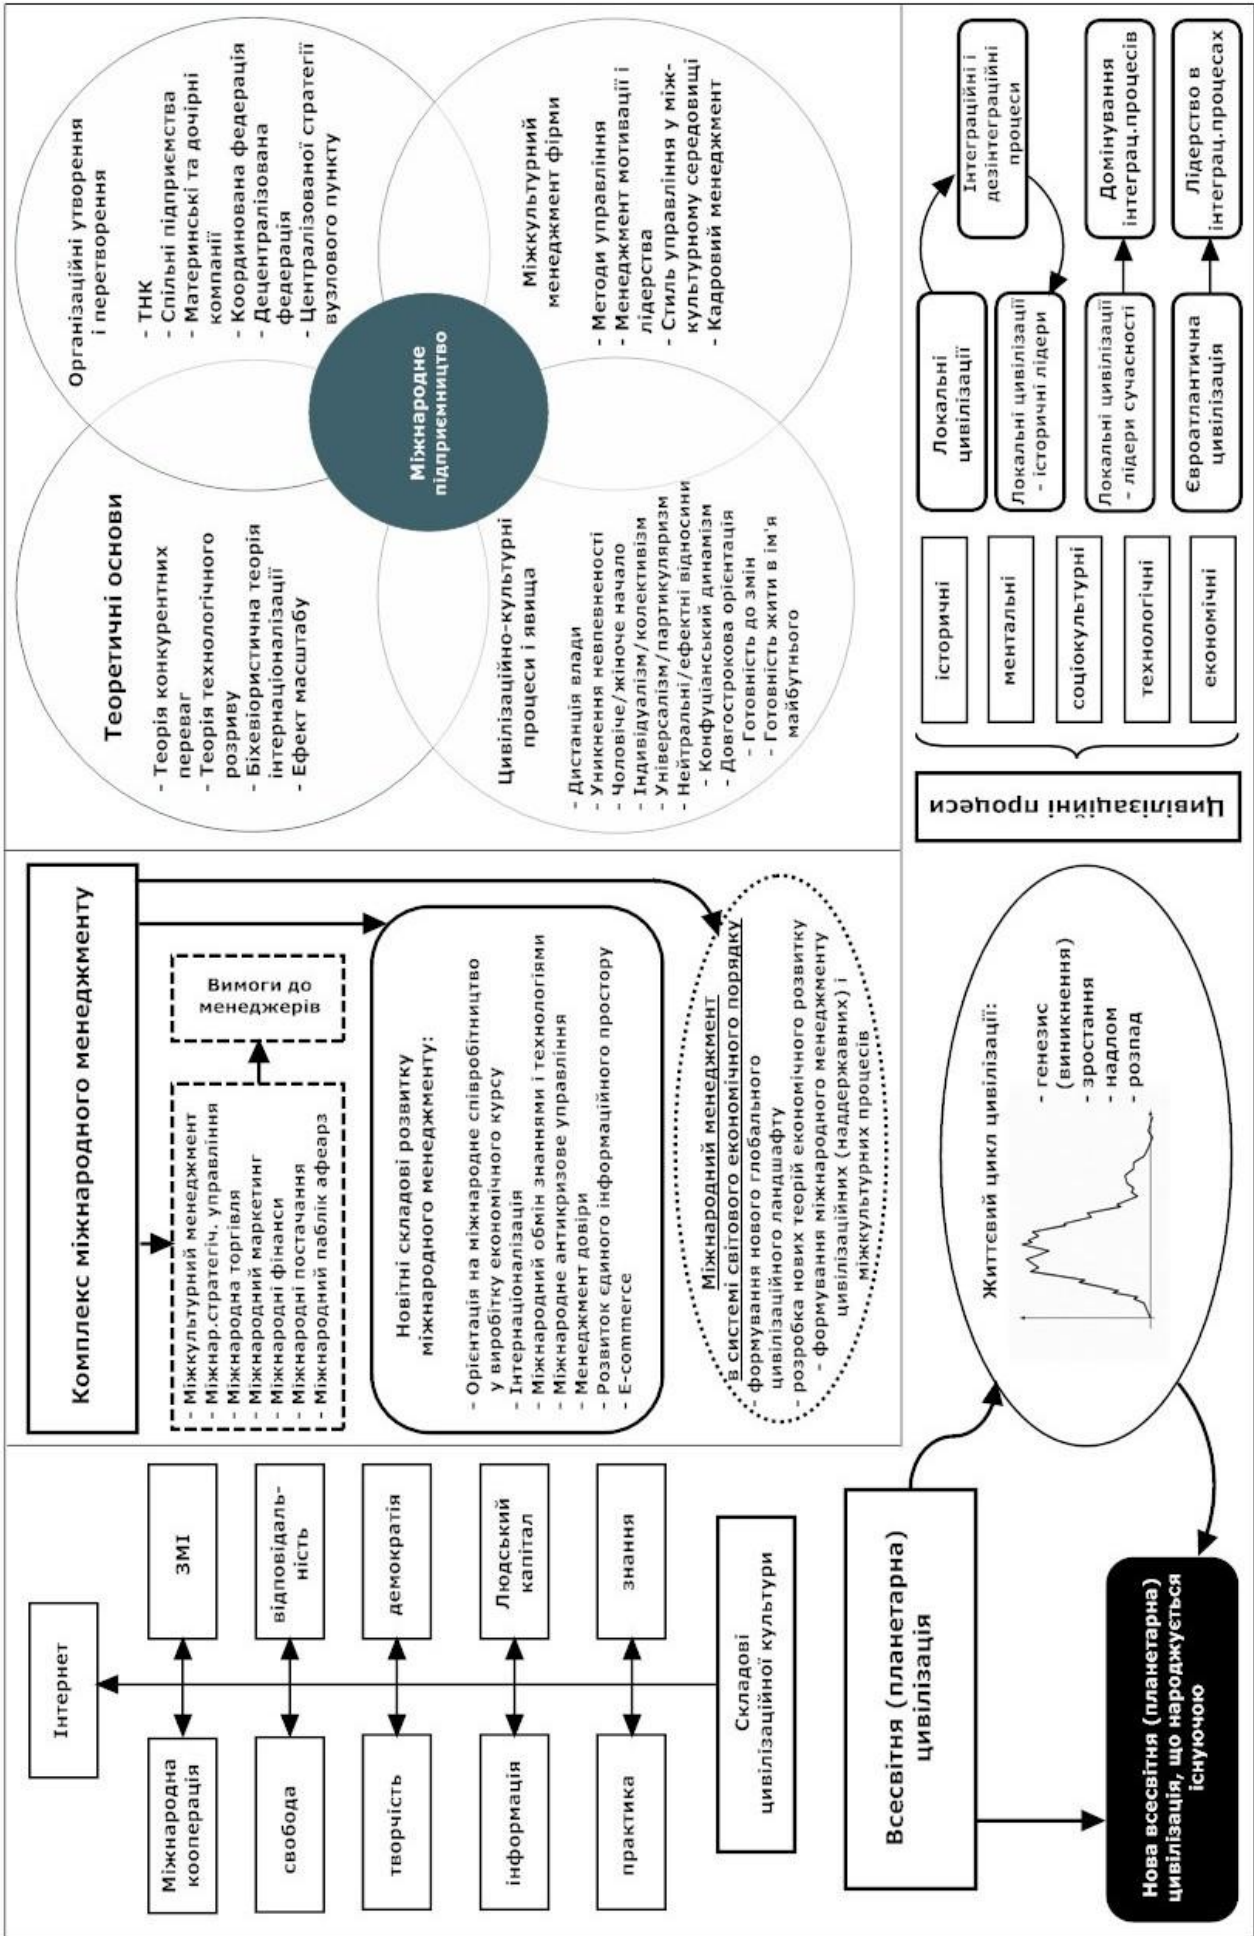 Інтернет
Міжнародна
кооперація
ЗМІ
свобода
відповідаль-
ність
творчість
демократія
інформація
Людський
капітал
практика
знання
Складові
цивілізаційної культури
Комплекс міжнародного менеджменту
- Міжкультурний менеджмент
- Міжнар.стратегіч. управління
- Міжнародна торгівля
- Міжнародний маркетинг
- Міжнародні фінанси
- Міжнародні постачання
- Міжнародний паблік афеарз
Вимоги до
менеджерів
Новітні складові розвитку
міжнародного менеджменту:
- Орієнтація на міжнародне співробітництво
у виробітку економічного курсу
- Інтернаціоналізація
- Міжнародний обмін знаннями і технологіями
- Міжнародне антикризове управління
- Менеджмент довіри
- Розвиток єдиного інформаційного простору
- E-commerce
Міжнародний менеджмент
в системі світового економічного порядку
- формування нового глобального
цивілізаційного ландшафту
- розробка нових теорій економічного розвитку
- формування міжнародного менеджменту
цивілізаційних (наддержавних) і
міжкультурних процесів
Теоретичні основи
- Теорія конкурентних
переваг
- Теорія технологічного
розриву
- Біхевіористична теорія
інтернаціоналізації
- Ефект масштабу
Організаційні утворення
і перетворення
- ТНК
- Спільні підприємства
- Материнські та дочірні
компанії
- Координована федерація
- Децентралізована
федерація
- Централізованої стратегії
вузлового пункту
Міжнародне
підприємництво
Цивілізаційно-культурні
процеси і явища
- Дистанція влади
- Уникнення невпевненості
- Чоловіче/жіноче начало
- Індивідуалізм/колективізм
- Універсалізм/партикуляризм
- Нейтральні/ефектні відносини
- Конфуціанський динамізм
- Довгострокова орієнтація
- Готовність до змін
- Готовність жити в ім'я
майбутнього
Міжкультурний
менеджмент фірми
- Методи управління
- Менеджмент мотивації і
лідерства
- Стиль управління у між-
культурному середовищі
- Кадровий менеджмент
Всесвітня (планетарна)
цивілізація
Нова всесвітня (планетарна)
цивілізація, що народжується
існуючою
Життєвий цикл цивілізації:
- генезис
(виникнення)
- зростання
- надлом
- розпад
Цивілізаційні процеси
історичні
ментальні
соціокультурні
технологічні
економічні
Локальні
цивілізації
Інтеграційні і
дезінтеграційні
процеси
Локальні цивілізації
- історичні лідери
Локальні цивілізації
- лідери сучасності
Домінування
інтеграц.процесів
Євроатлантична
цивілізація
Лідерство в
інтеграц.процесах